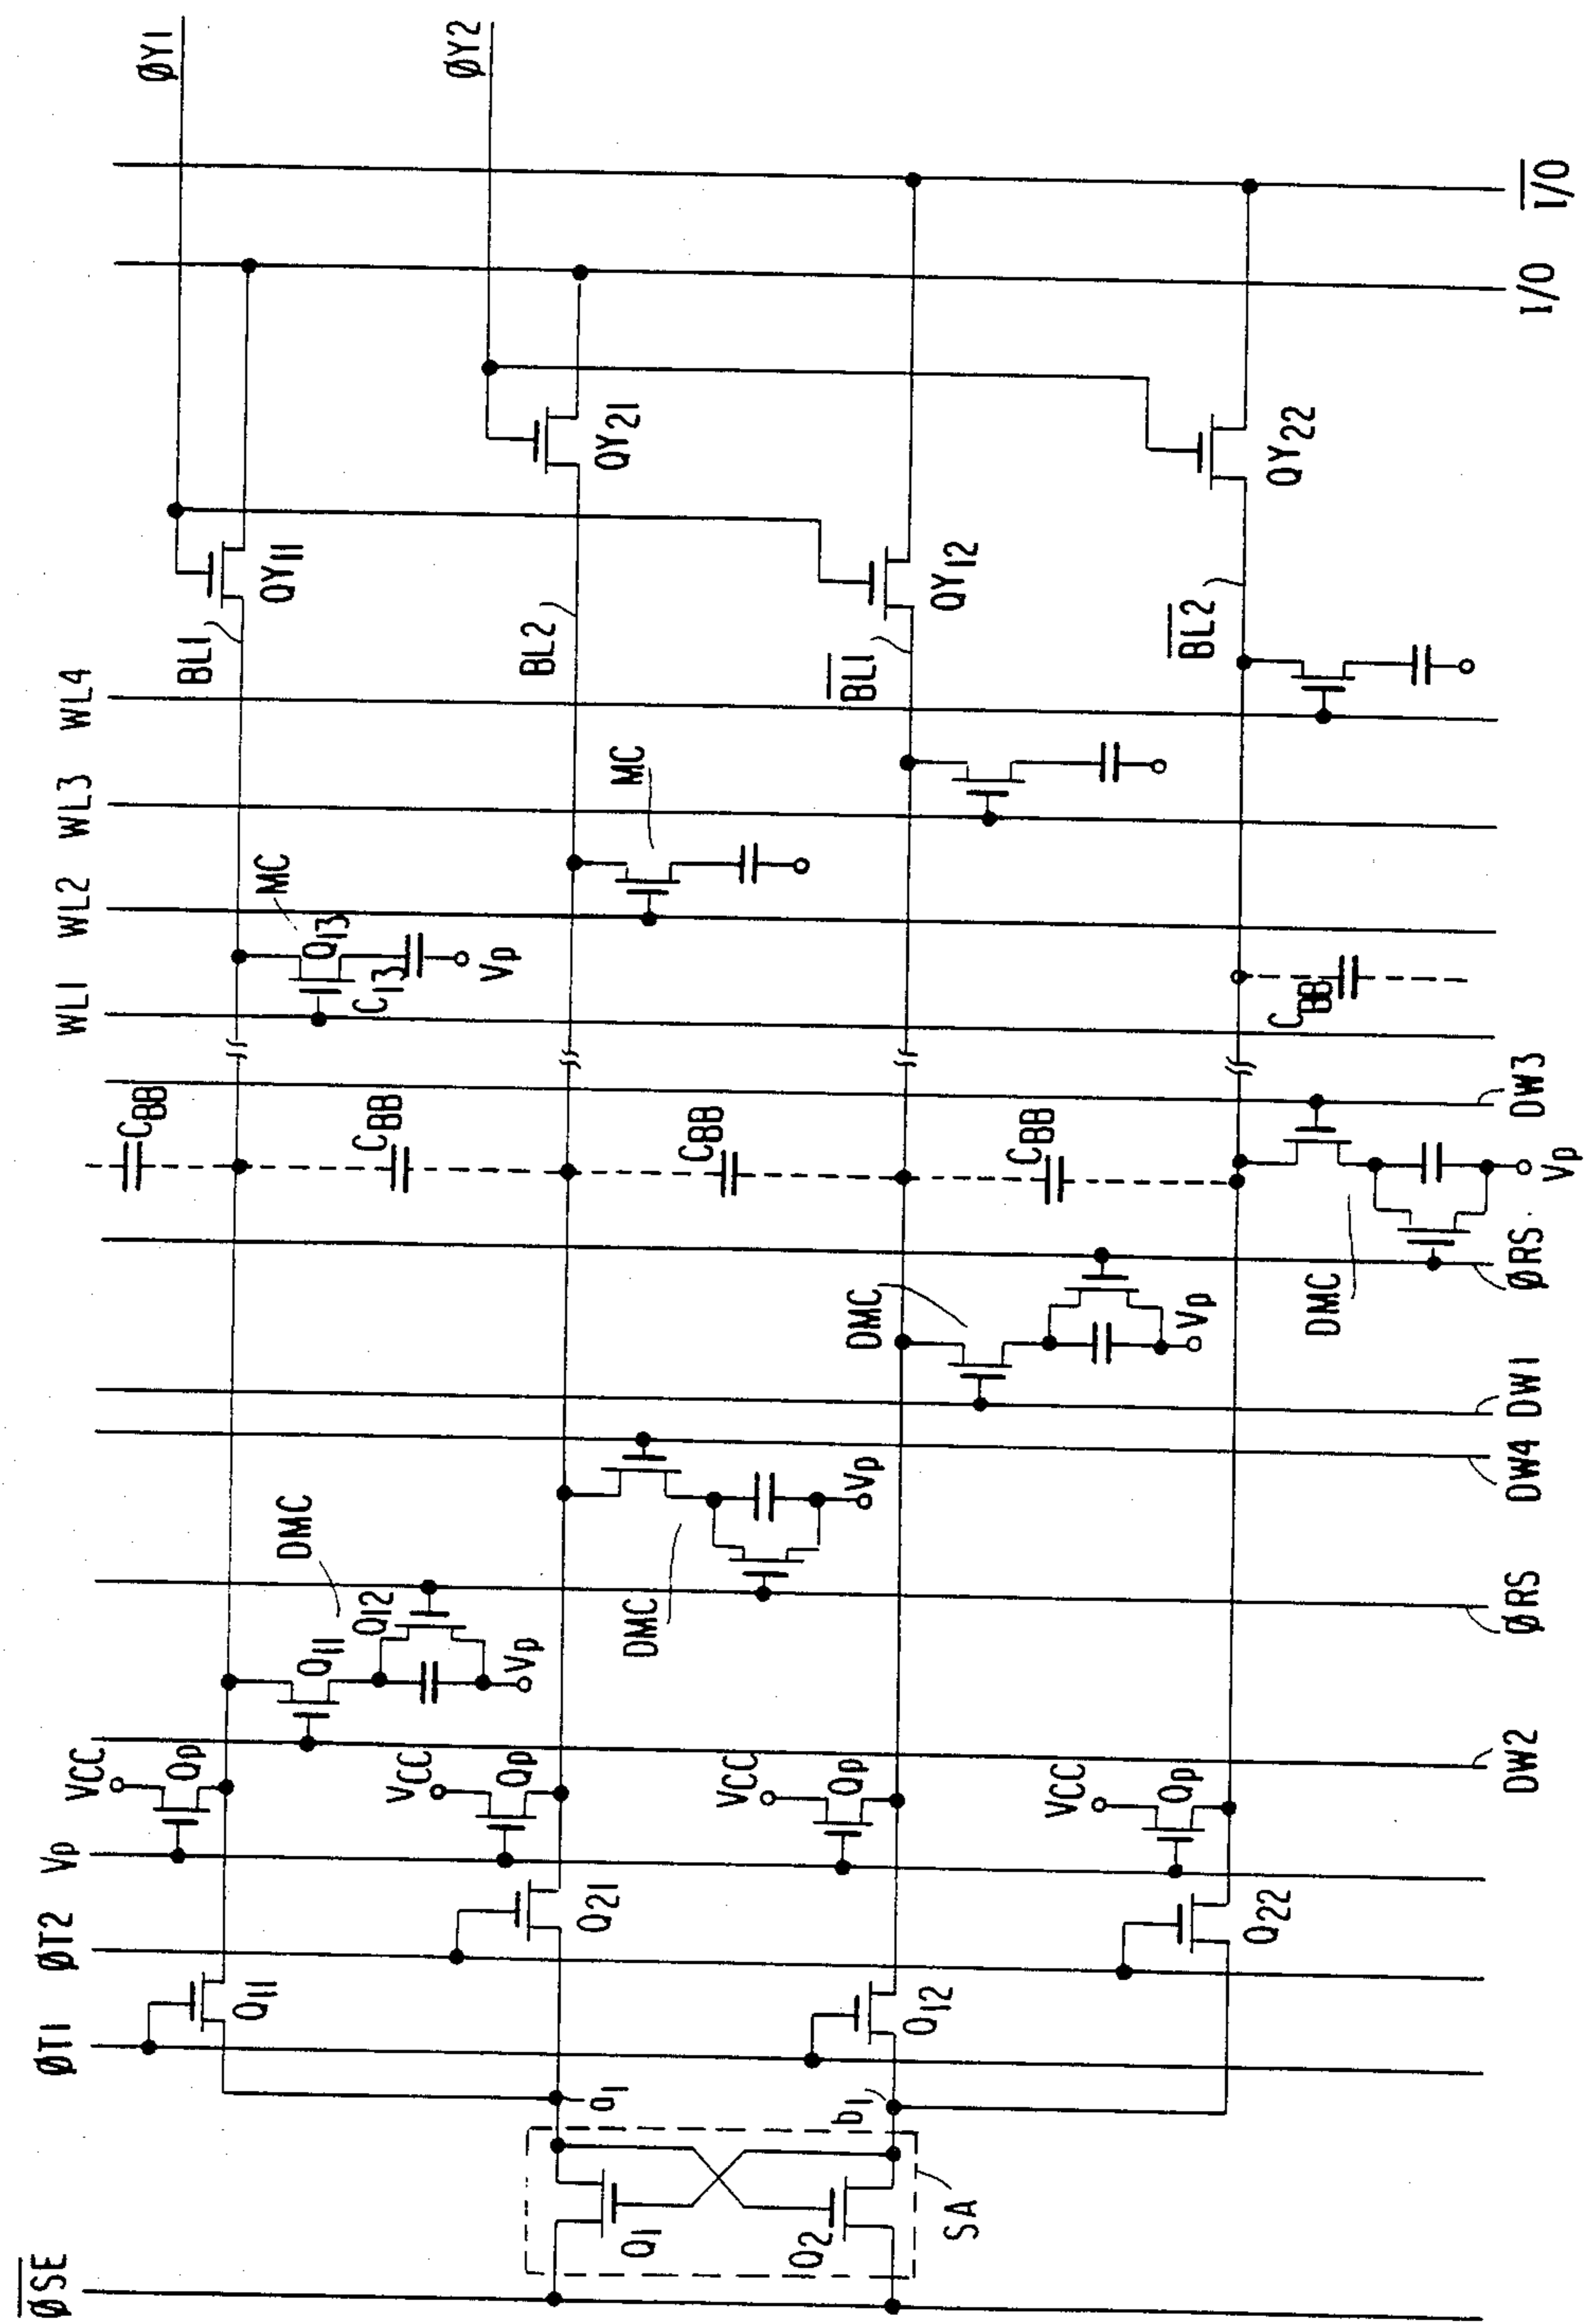 ØY1
ØY2
I/O
I/O
QY11
QY21
QY12
QY22
BL1
BL2
BL1
BL2
WL1
WL2
WL3
WL4
MC
Q13
C13
Vp
MC
CBB
CBB
CBB
CBB
CBB
DW3
ØRS
DW1
DW4
ØRS
DW2
DMC
Q11
Q12
Vp
DMC
Vp
DMC
Vp
DMC
Vp
VCC
Qp
VCC
Qp
VCC
Qp
VCC
Qp
Vp
ØT2
ØT1
Q11
Q21
Q12
Q22
a1
b1
Q1
Q2
SA
ØSE